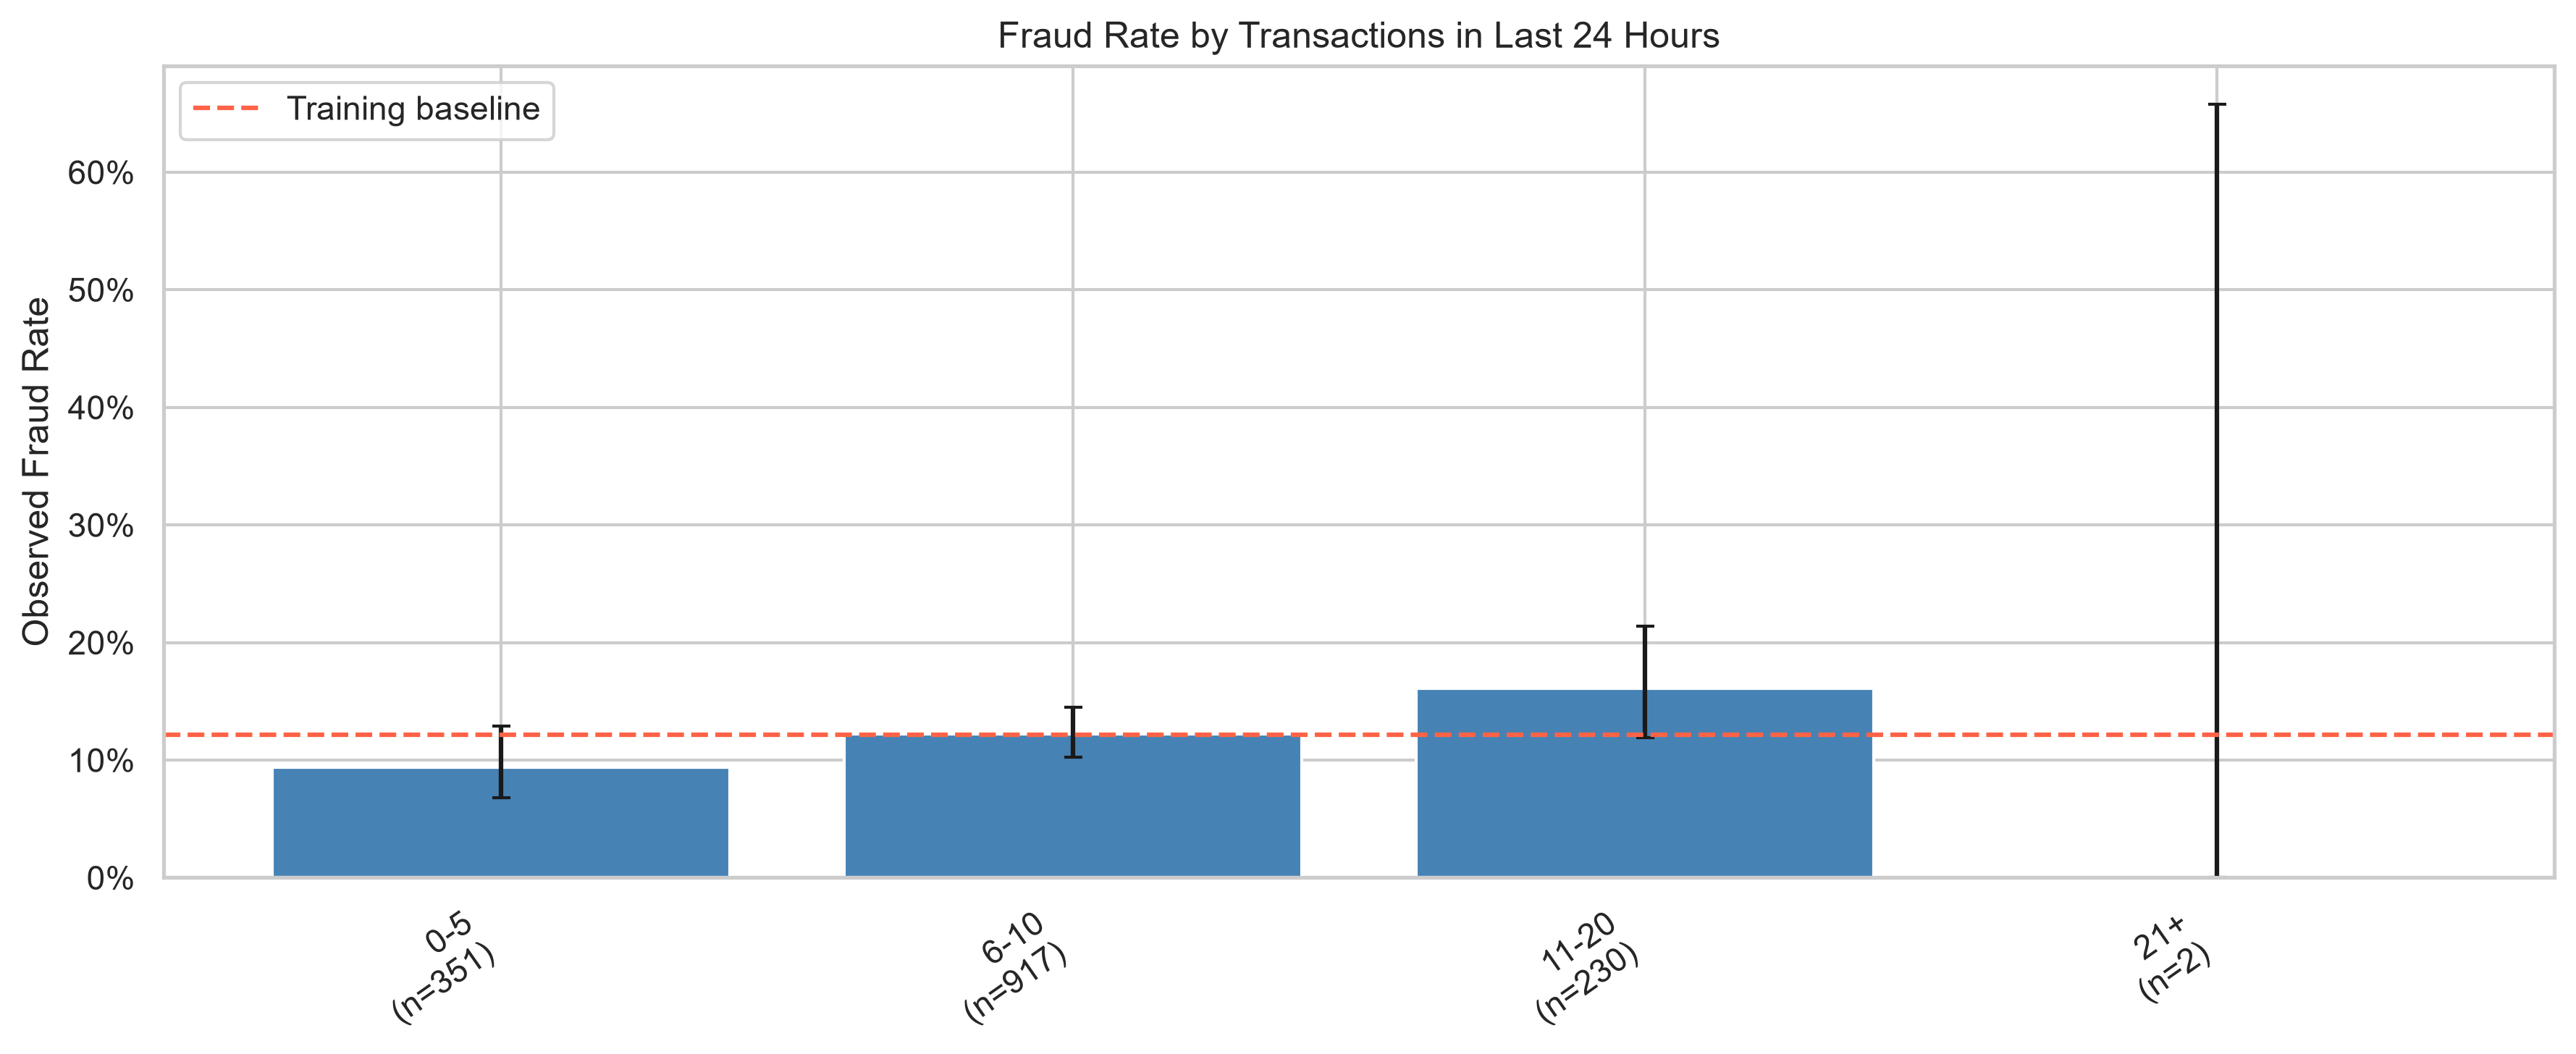 Fraud Rate by Transactions in Last 24 Hours
Training baseline
Observed Fraud Rate
60%
50%
40%
30%
20%
10%
0%
0-5
(n=351)
6-10
(n=917)
11-20
(n=230)
21+
(n=2)